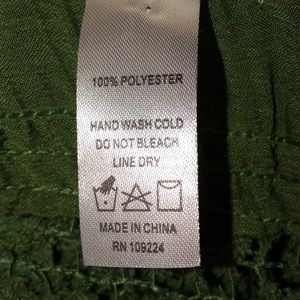 100% POLYESTER
HAND WASH COLD
DO NOT BLEACH
LINE DRY
MADE IN CHINA
RN 109224